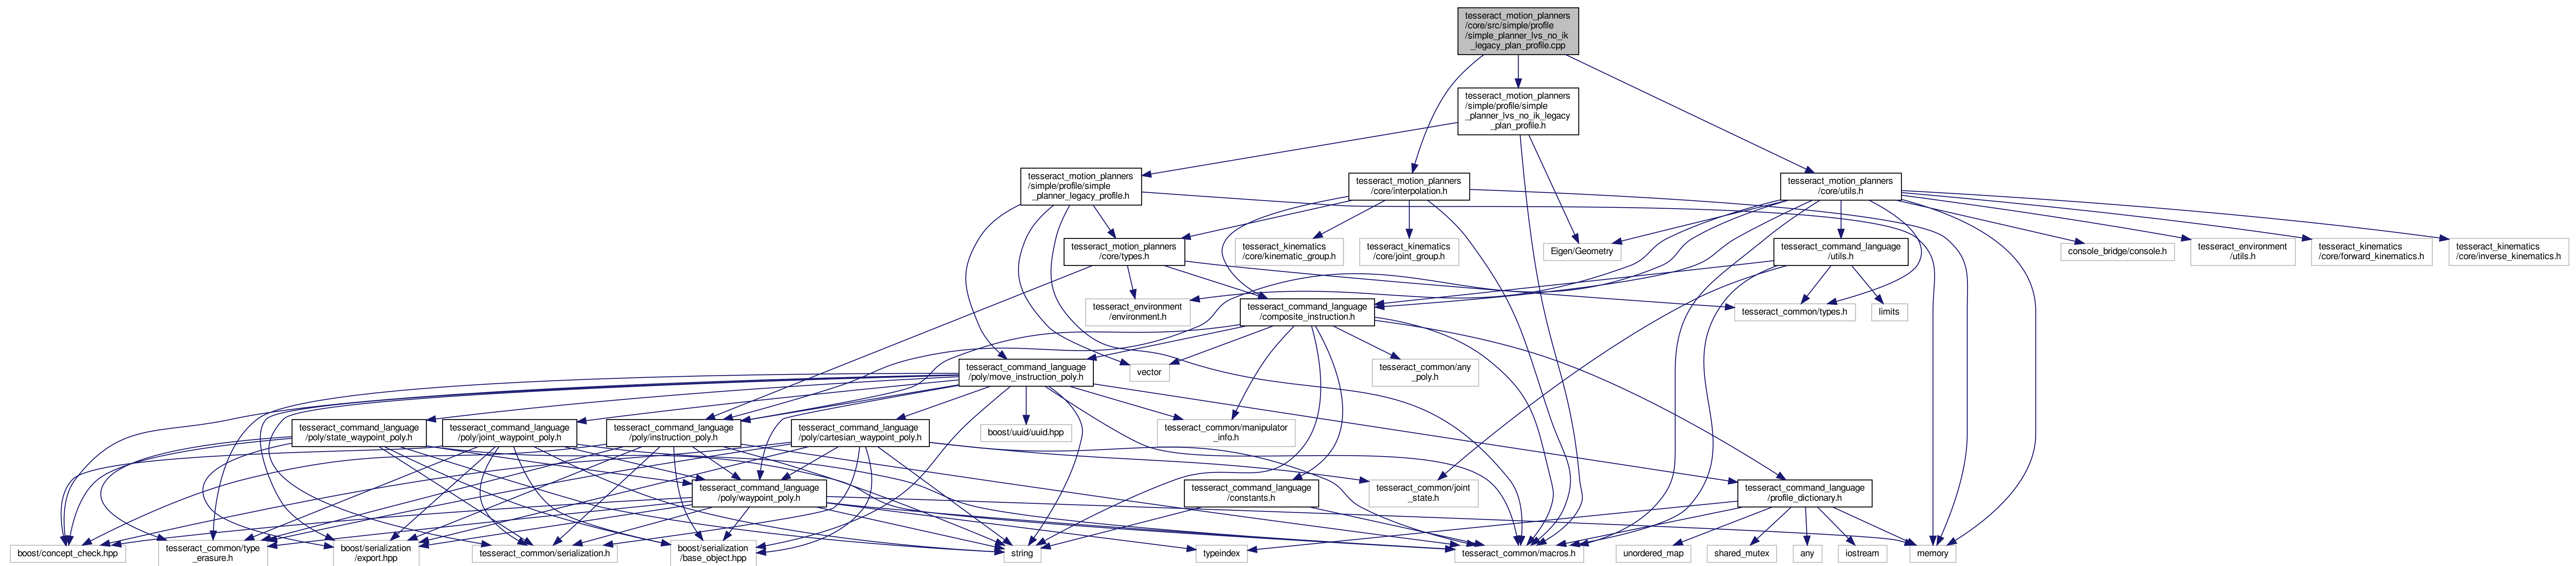 tesseract_motion_planners
/core/src/simple/profile
/simple_planner_lvs_no_ik
_legacy_plan_profile.cpp
tesseract_motion_planners
/simple/profile/simple
_planner_lvs_no_ik_legacy
_plan_profile.h
tesseract_motion_planners
/simple/profile/simple
_planner_legacy_profile.h
tesseract_motion_planners
/core/interpolation.h
tesseract_motion_planners
/core/utils.h
tesseract_motion_planners
/core/types.h
tesseract_kinematics
/core/kinematic_group.h
tesseract_kinematics
/core/joint_group.h
Eigen/Geometry
tesseract_command_language
/utils.h
console_bridge/console.h
tesseract_environment
/utils.h
tesseract_kinematics
/core/forward_kinematics.h
tesseract_kinematics
/core/inverse_kinematics.h
tesseract_environment
/environment.h
tesseract_command_language
/composite_instruction.h
tesseract_common/types.h
limits
tesseract_command_language
/poly/move_instruction_poly.h
vector
tesseract_common/any
_poly.h
tesseract_command_language
/poly/state_waypoint_poly.h
tesseract_command_language
/poly/joint_waypoint_poly.h
tesseract_command_language
/poly/instruction_poly.h
tesseract_command_language
/poly/cartesian_waypoint_poly.h
boost/uuid/uuid.hpp
tesseract_common/manipulator
_info.h
tesseract_command_language
/poly/waypoint_poly.h
tesseract_command_language
/constants.h
tesseract_common/joint
_state.h
tesseract_command_language
/profile_dictionary.h
boost/concept_check.hpp
tesseract_common/type
_erasure.h
boost/serialization
/export.hpp
tesseract_common/serialization.h
boost/serialization
/base_object.hpp
string
typeindex
tesseract_common/macros.h
unordered_map
shared_mutex
any
iostream
memory